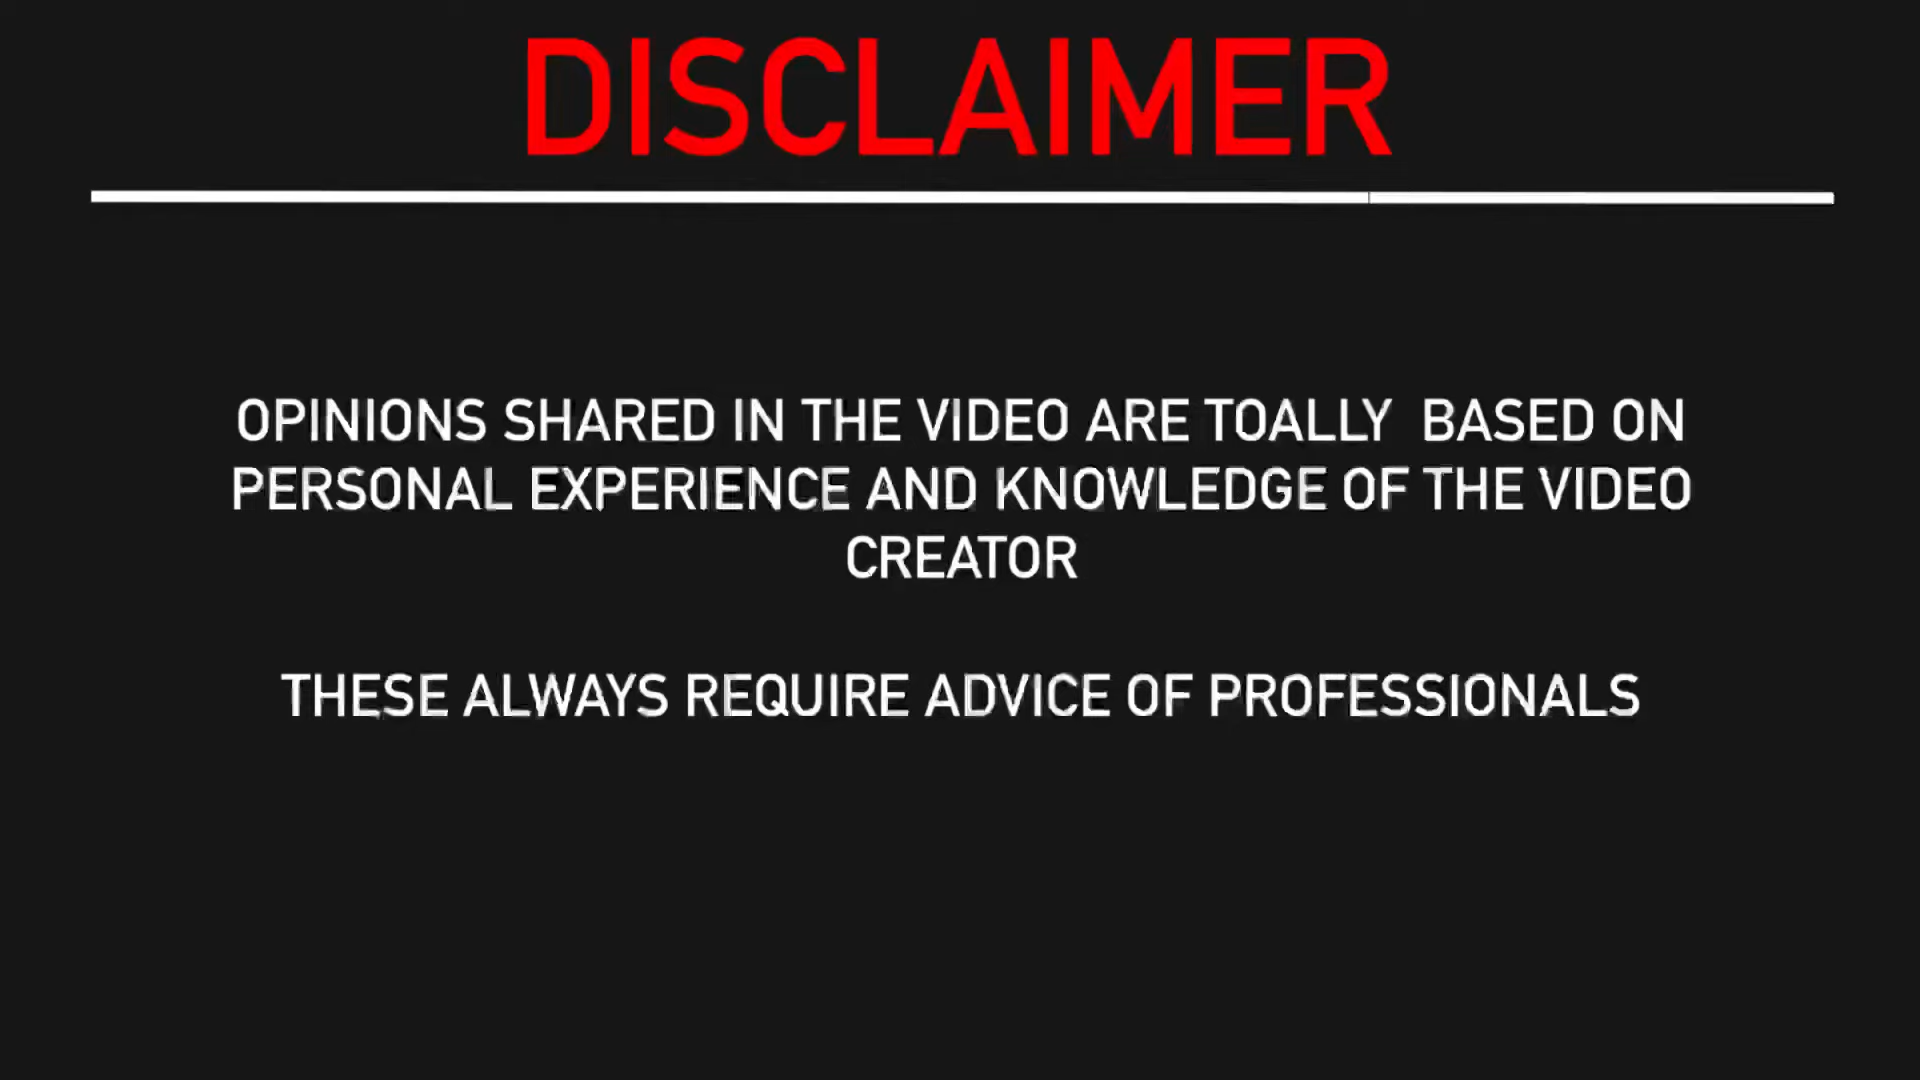 DISCLAIMER
OPINIONS SHARED IN THE VIDEO ARE TOALLY  BASED ON
PERSONAL EXPERIENCE AND KNOWLEDGE OF THE VIDEO
CREATOR
THESE ALWAYS REQUIRE ADVICE OF PROFESSIONALS